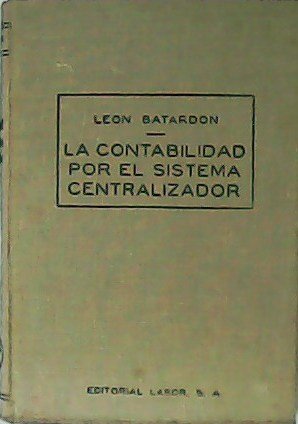 LEON BATARDON
LA CONTABILIDAD
POR EL SISTEMA
CENTRALIZADOR
EDITORIAL LABOR, S. A.